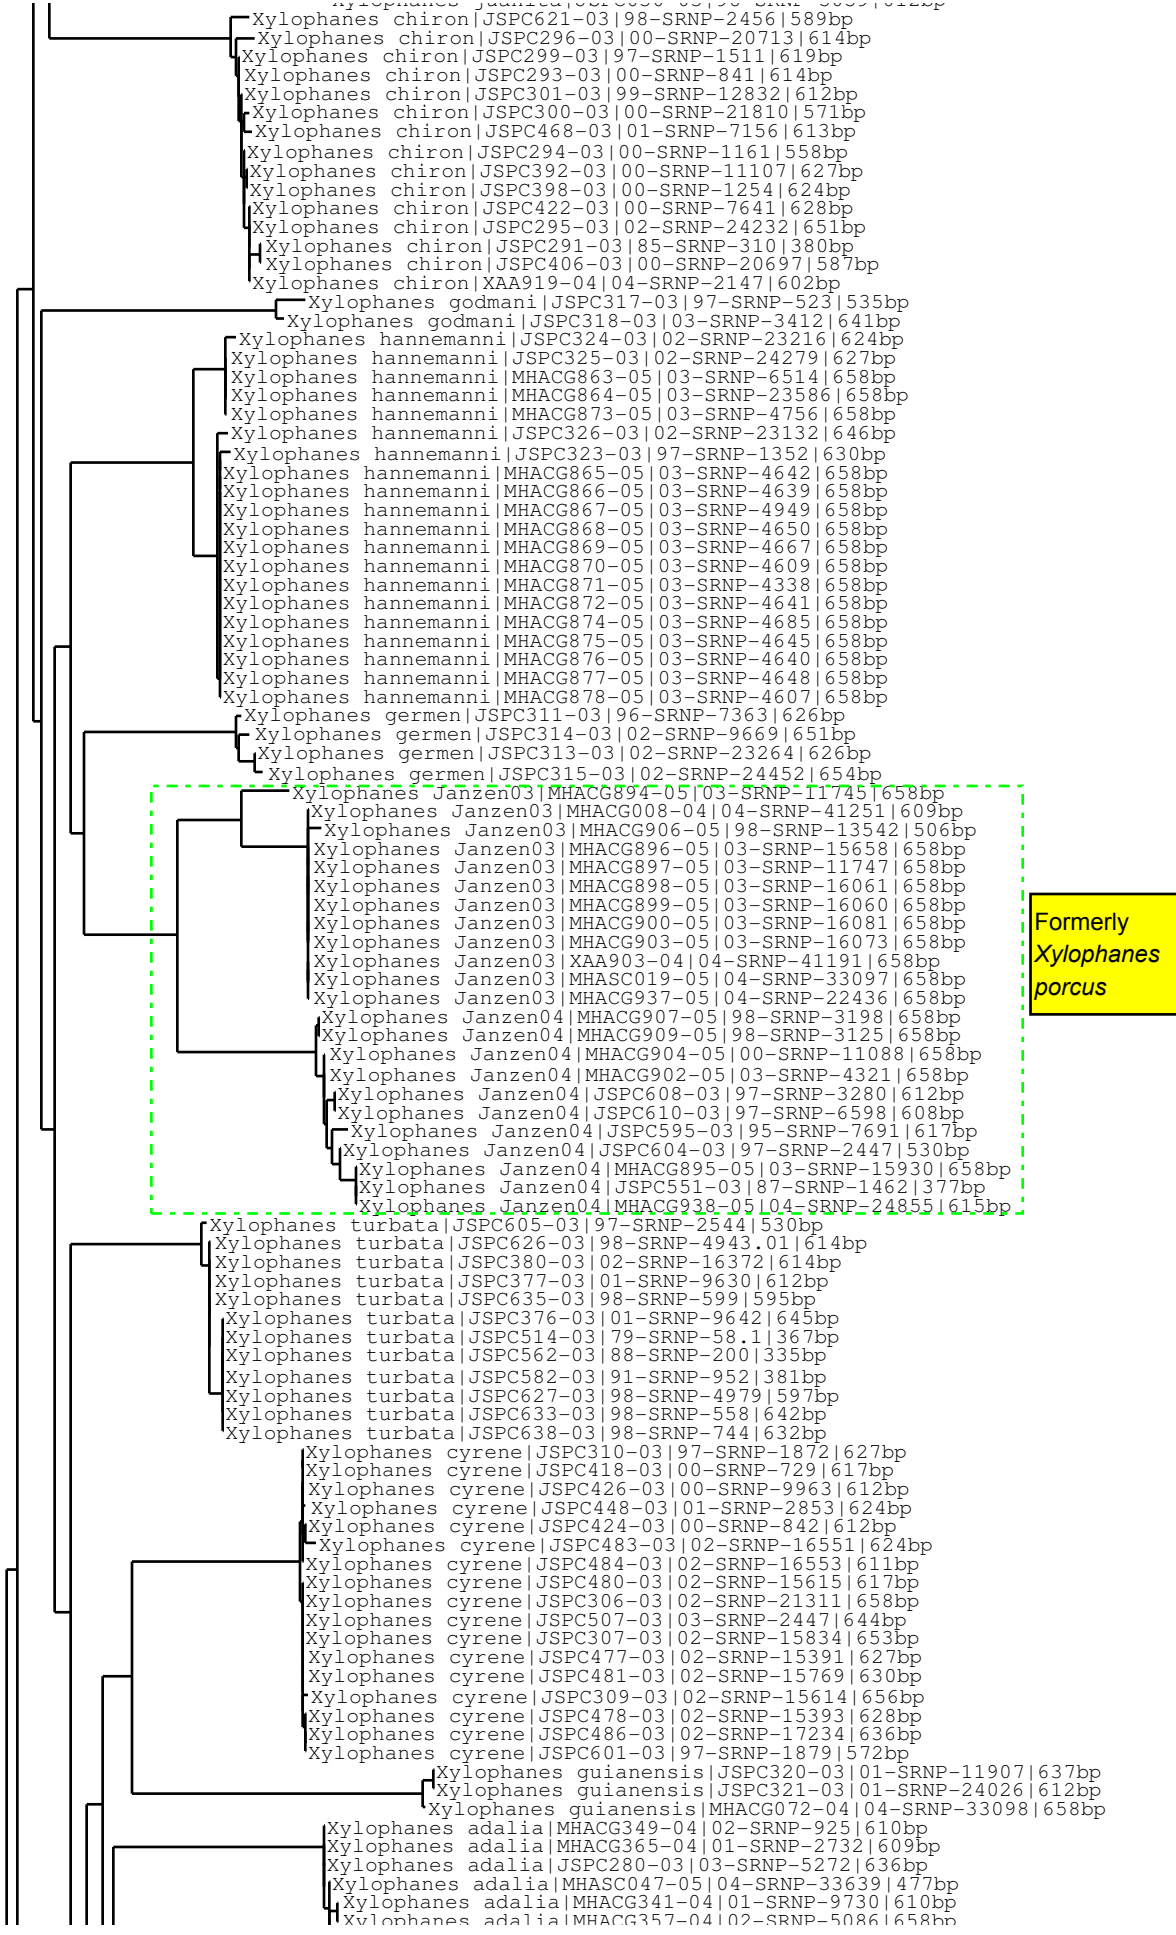 Xylophanes chiron|JSPC621-03|98-SRNP-2456|589bp
Xylophanes chiron|JSPC296-03|00-SRNP-20713|614bp
Xylophanes chiron|JSPC299-03|97-SRNP-1511|619bp
Xylophanes chiron|JSPC293-03|00-SRNP-841|614bp
Xylophanes chiron|JSPC301-03|99-SRNP-12832|612bp
Xylophanes chiron|JSPC300-03|00-SRNP-21810|571bp
Xylophanes chiron|JSPC468-03|01-SRNP-7156|613bp
Xylophanes chiron|JSPC294-03|00-SRNP-1161|558bp
Xylophanes chiron|JSPC392-03|00-SRNP-11107|627bp
Xylophanes chiron|JSPC398-03|00-SRNP-1254|624bp
Xylophanes chiron|JSPC422-03|00-SRNP-7641|628bp
Xylophanes chiron|JSPC295-03|02-SRNP-24232|651bp
Xylophanes chiron|JSPC291-03|85-SRNP-310|380bp
Xylophanes chiron|JSPC406-03|00-SRNP-20697|587bp
Xylophanes chiron|XAA919-04|04-SRNP-2147|602bp
Xylophanes godmani|JSPC317-03|97-SRNP-523|535bp
Xylophanes godmani|JSPC318-03|03-SRNP-3412|641bp
Xylophanes hannemanni|JSPC324-03|02-SRNP-23216|624bp
Xylophanes hannemanni|JSPC325-03|02-SRNP-24279|627bp
Xylophanes hannemanni|MHACG863-05|03-SRNP-6514|658bp
Xylophanes hannemanni|MHACG864-05|03-SRNP-23586|658bp
Xylophanes hannemanni|MHACG873-05|03-SRNP-4756|658bp
Xylophanes hannemanni|JSPC326-03|02-SRNP-23132|646bp
Xylophanes hannemanni|JSPC323-03|97-SRNP-1352|630bp
Xylophanes hannemanni|MHACG865-05|03-SRNP-4642|658bp
Xylophanes hannemanni|MHACG866-05|03-SRNP-4639|658bp
Xylophanes hannemanni|MHACG867-05|03-SRNP-4949|658bp
Xylophanes hannemanni|MHACG868-05|03-SRNP-4650|658bp
Xylophanes hannemanni|MHACG869-05|03-SRNP-4667|658bp
Xylophanes hannemanni|MHACG870-05|03-SRNP-4609|658bp
Xylophanes hannemanni|MHACG871-05|03-SRNP-4338|658bp
Xylophanes hannemanni|MHACG872-05|03-SRNP-4641|658bp
Xylophanes hannemanni|MHACG874-05|03-SRNP-4685|658bp
Xylophanes hannemanni|MHACG875-05|03-SRNP-4645|658bp
Xylophanes hannemanni|MHACG876-05|03-SRNP-4640|658bp
Xylophanes hannemanni|MHACG877-05|03-SRNP-4648|658bp
Xylophanes hannemanni|MHACG878-05|03-SRNP-4607|658bp
Xylophanes germen|JSPC311-03|96-SRNP-7363|626bp
Xylophanes germen|JSPC314-03|02-SRNP-9669|651bp
Xylophanes germen|JSPC313-03|02-SRNP-23264|626bp
Xylophanes germen|JSPC315-03|02-SRNP-24452|654bp
Xylophanes Janzen03|MHACG894-05|03-SRNP-11745|658bp
Xylophanes Janzen03|MHACG008-04|04-SRNP-41251|609bp
Xylophanes Janzen03|MHACG906-05|98-SRNP-13542|506bp
Xylophanes Janzen03|MHACG896-05|03-SRNP-15658|658bp
Xylophanes Janzen03|MHACG897-05|03-SRNP-11747|658bp
Xylophanes Janzen03|MHACG898-05|03-SRNP-16061|658bp
Xylophanes Janzen03|MHACG899-05|03-SRNP-16060|658bp
Xylophanes Janzen03|MHACG900-05|03-SRNP-16081|658bp
Xylophanes Janzen03|MHACG903-05|03-SRNP-16073|658bp
Xylophanes Janzen03|XAA903-04|04-SRNP-41191|658bp
Xylophanes Janzen03|MHASC019-05|04-SRNP-33097|658bp
Xylophanes Janzen03|MHACG937-05|04-SRNP-22436|658bp
Formerly
Xylophanes
porcus
Xylophanes Janzen04|MHACG907-05|98-SRNP-3198|658bp
Xylophanes Janzen04|MHACG909-05|98-SRNP-3125|658bp
Xylophanes Janzen04|MHACG904-05|00-SRNP-11088|658bp
Xylophanes Janzen04|MHACG902-05|03-SRNP-4321|658bp
Xylophanes Janzen04|JSPC608-03|97-SRNP-3280|612bp
Xylophanes Janzen04|JSPC610-03|97-SRNP-6598|608bp
Xylophanes Janzen04|JSPC595-03|95-SRNP-7691|617bp
Xylophanes Janzen04|JSPC604-03|97-SRNP-2447|530bp
Xylophanes Janzen04|MHACG895-05|03-SRNP-15930|658bp
Xylophanes Janzen04|JSPC551-03|87-SRNP-1462|377bp
Xylophanes Janzen04|MHACG938-05|04-SRNP-24855|615bp
Xylophanes turbata|JSPC605-03|97-SRNP-2544|530bp
Xylophanes turbata|JSPC626-03|98-SRNP-4943.01|614bp
Xylophanes turbata|JSPC380-03|02-SRNP-16372|614bp
Xylophanes turbata|JSPC377-03|01-SRNP-9630|612bp
Xylophanes turbata|JSPC635-03|98-SRNP-599|595bp
Xylophanes turbata|JSPC376-03|01-SRNP-9642|645bp
Xylophanes turbata|JSPC514-03|79-SRNP-58.1|367bp
Xylophanes turbata|JSPC562-03|88-SRNP-200|335bp
Xylophanes turbata|JSPC582-03|91-SRNP-952|381bp
Xylophanes turbata|JSPC627-03|98-SRNP-4979|597bp
Xylophanes turbata|JSPC633-03|98-SRNP-558|642bp
Xylophanes turbata|JSPC638-03|98-SRNP-744|632bp
Xylophanes cyrene|JSPC310-03|97-SRNP-1872|627bp
Xylophanes cyrene|JSPC418-03|00-SRNP-729|617bp
Xylophanes cyrene|JSPC426-03|00-SRNP-9963|612bp
Xylophanes cyrene|JSPC448-03|01-SRNP-2853|624bp
Xylophanes cyrene|JSPC424-03|00-SRNP-842|612bp
Xylophanes cyrene|JSPC483-03|02-SRNP-16551|624bp
Xylophanes cyrene|JSPC484-03|02-SRNP-16553|611bp
Xylophanes cyrene|JSPC480-03|02-SRNP-15615|617bp
Xylophanes cyrene|JSPC306-03|02-SRNP-21311|658bp
Xylophanes cyrene|JSPC507-03|03-SRNP-2447|644bp
Xylophanes cyrene|JSPC307-03|02-SRNP-15834|653bp
Xylophanes cyrene|JSPC477-03|02-SRNP-15391|627bp
Xylophanes cyrene|JSPC481-03|02-SRNP-15769|630bp
Xylophanes cyrene|JSPC309-03|02-SRNP-15614|656bp
Xylophanes cyrene|JSPC478-03|02-SRNP-15393|628bp
Xylophanes cyrene|JSPC486-03|02-SRNP-17234|636bp
Xylophanes cyrene|JSPC601-03|97-SRNP-1879|572bp
Xylophanes guianensis|JSPC320-03|01-SRNP-11907|637bp
Xylophanes guianensis|JSPC321-03|01-SRNP-24026|612bp
Xylophanes guianensis|MHACG072-04|04-SRNP-33098|658bp
Xylophanes adalia|MHACG349-04|02-SRNP-925|610bp
Xylophanes adalia|MHACG365-04|01-SRNP-2732|609bp
Xylophanes adalia|JSPC280-03|03-SRNP-5272|636bp
Xylophanes adalia|MHASC047-05|04-SRNP-33639|477bp
Xylophanes adalia|MHACG341-04|01-SRNP-9730|610bp
Xylophanes adalia|MHACG357-04|02-SRNP-5086|658bp